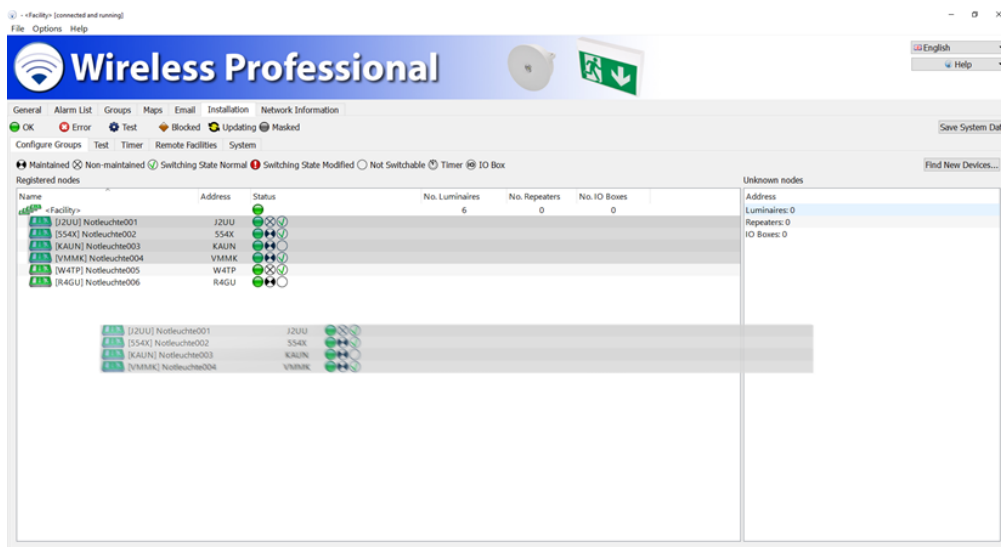 - <Facility> [connected and running]
File Options Help
Wireless Professional
English
Help
General Alarm List Groups Maps Email Installation Network Information
OK Error Test Blocked Updating Masked
Save System Dat
Configure Groups Test Timer Remote Facilities System
Maintained Non-maintained Switching State Normal Switching State Modified Not Switchable Timer IO Box
Find New Devices...
Registered nodes Unknown nodes
Name Address Status No. Luminaires No. Repeaters No. IO Boxes Address
<Facility> 6 0 0 Luminaires: 0
[J2UU] Notleuchte001 J2UU Repeaters: 0
[554X] Notleuchte002 554X IO Boxes: 0
[KAUN] Notleuchte003 KAUN
[VMMK] Notleuchte004 VMMK
[W4TP] Notleuchte005 W4TP
[R4GU] Notleuchte006 R4GU
[J2UU] Notleuchte001 J2UU
[554X] Notleuchte002 554X
[KAUN] Notleuchte003 KAUN
[VMMK] Notleuchte004 VMMK